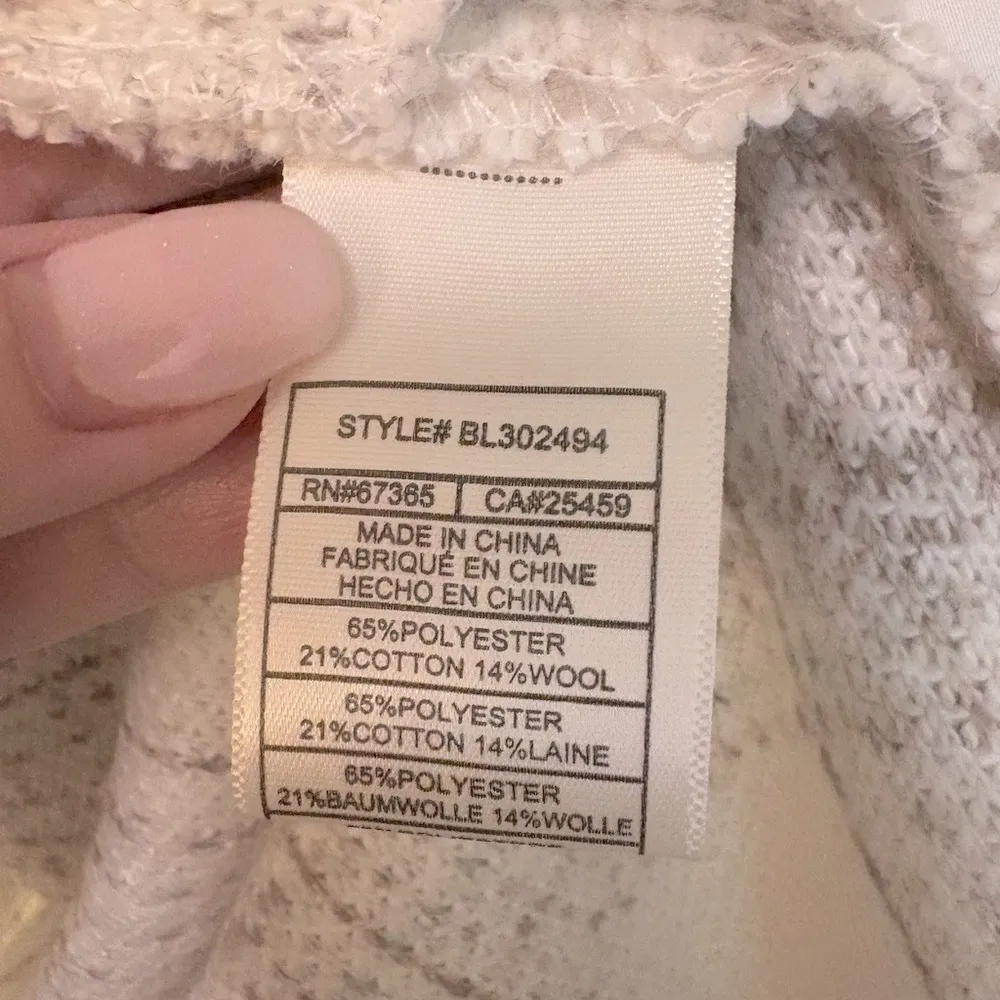 STYLE# BL302494
RN#67365 CA#25459
MADE IN CHINA
FABRIQUÉ EN CHINE
HECHO EN CHINA
65%POLYESTER
21%COTTON 14%WOOL
65%POLYESTER
21%COTTON 14%LAINE
65%POLYESTER
21%BAUMWOLLE 14%WOLLE